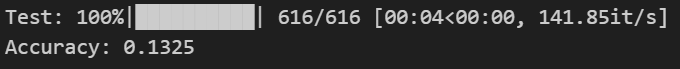 Test: 100%|██████████| 616/616 [00:04<00:00, 141.85it/s]
Accuracy: 0.1325